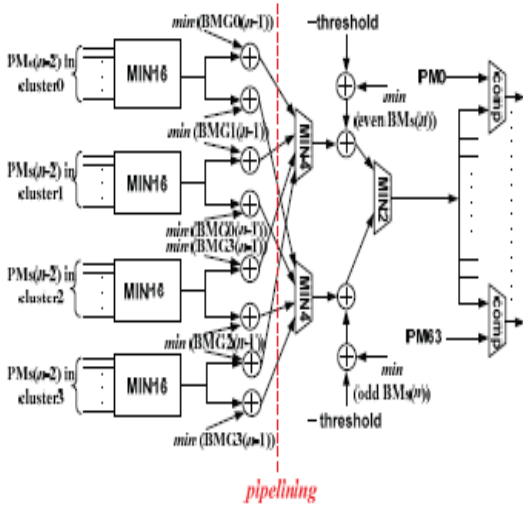 min (BMG0(n-1))
PMs(n-2) in
cluster0
MIN16
min
(BMG1(n-1))
PMs(n-2) in
cluster1
MIN16
min
(BMG0(n-1))
min
(BMG3(n-1))
PMs(n-2) in
cluster2
MIN16
min
(BMG2(n-1))
PMs(n-2) in
cluster3
MIN16
min (BMG3(n-1))
MIN4
MIN4
−threshold
min
(even BMs(n))
MIN2
min
(odd BMs(n))
−threshold
PM0
comp
PM63
comp
pipelining